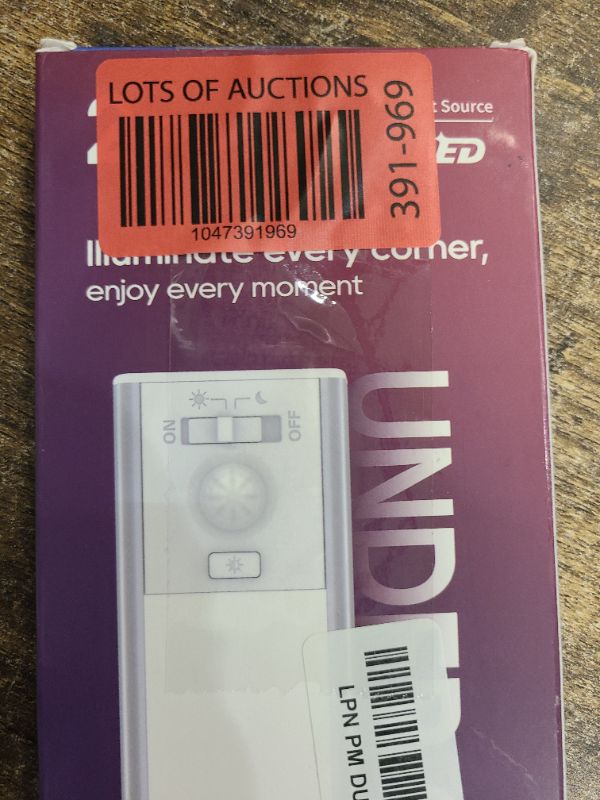 LOTS OF AUCTIONS
1047391969
391-969
Source
ED
Illuminate every corner,
enjoy every moment
ON
OFF
UNDER
LPN PM DU